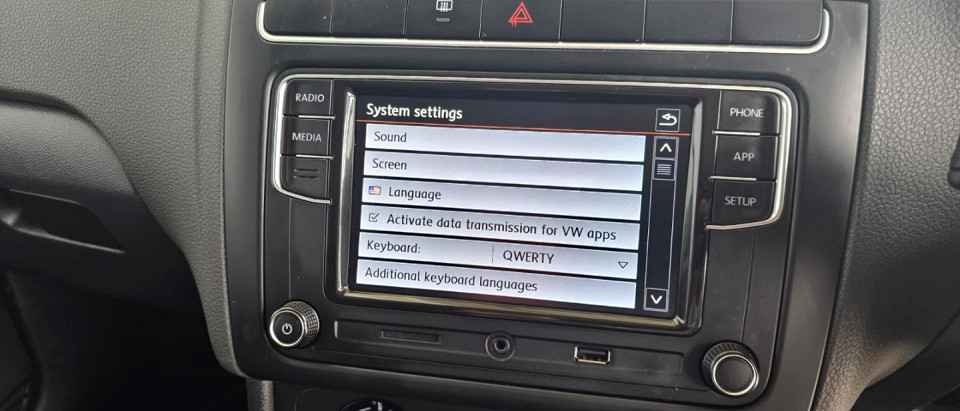 RADIO
MEDIA
System settings
Sound
Screen
Language
Activate data transmission for VW apps
Keyboard: QWERTY
Additional keyboard languages
PHONE
APP
SETUP